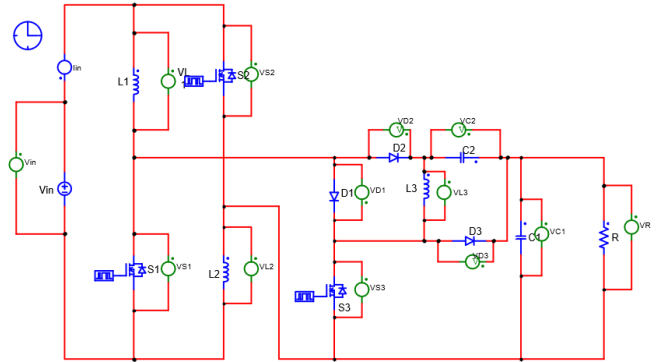 Iin
L1
VL
S2
VS2
Vin
Vin
VD2
VC2
D2
C2
D1
VD1
L3
VL3
D3
VD3
C1
VC1
R
VR
S1
VS1
L2
VL2
S3
VS3